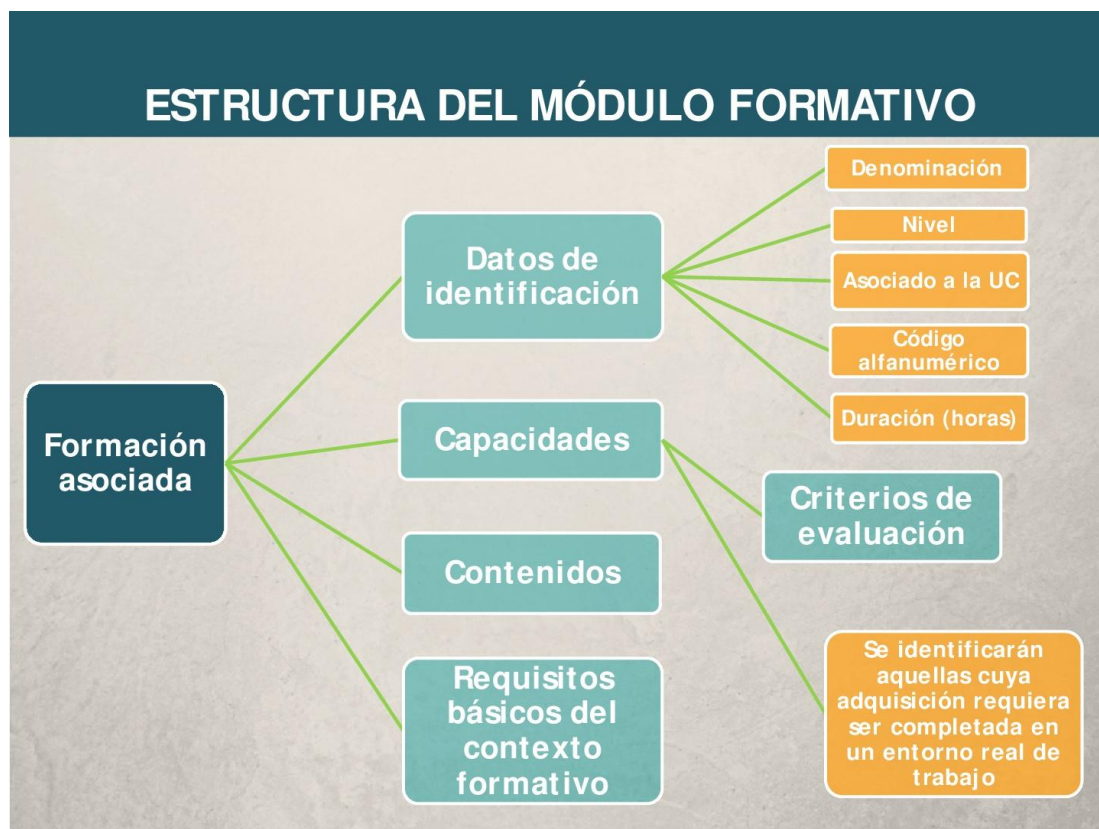 ESTRUCTURA DEL MÓDULO FORMATIVO
Formación
asociada
Datos de
identificación
Denominación
Nivel
Asociado a la UC
Código
alfanumérico
Duración (horas)
Capacidades
Criterios de
evaluación
Se identificarán
aquellas cuya
adquisición requiera
ser completada en
un entorno real de
trabajo
Contenidos
Requisitos
básicos del
contexto
formativo